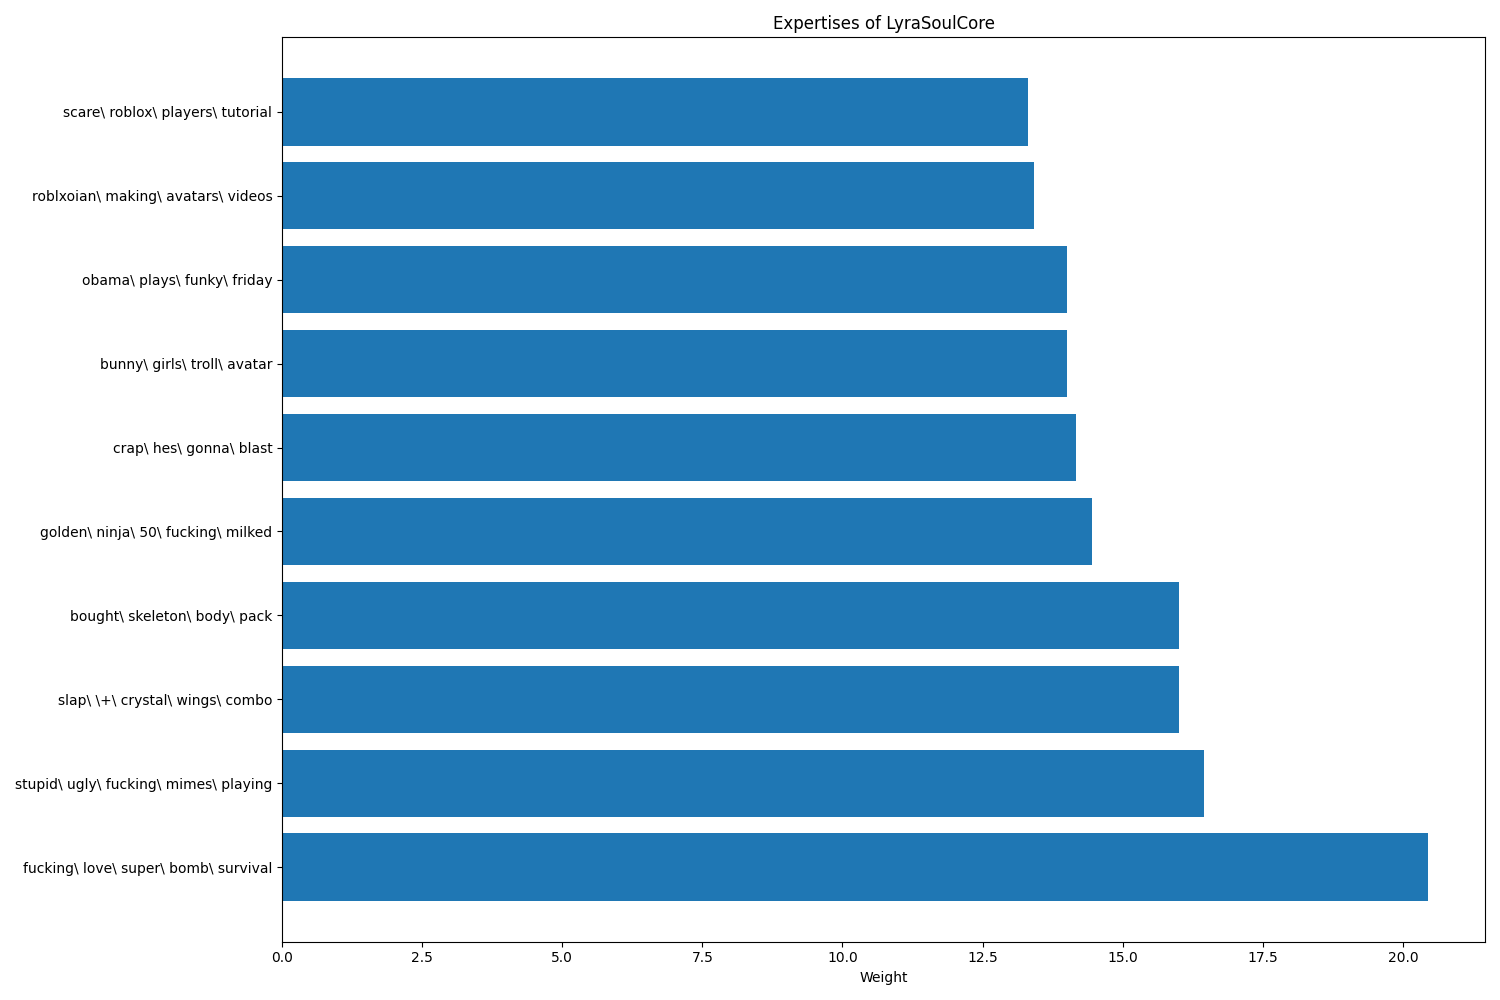 Expertises of LyraSoulCore
scare\ roblox\ players\ tutorial
roblxoian\ making\ avatars\ videos
obama\ plays\ funky\ friday
bunny\ girls\ troll\ avatar
crap\ hes\ gonna\ blast
golden\ ninja\ 50\ fucking\ milked
bought\ skeleton\ body\ pack
slap\ \+\ crystal\ wings\ combo
stupid\ ugly\ fucking\ mimes\ playing
fucking\ love\ super\ bomb\ survival
0.0 2.5 5.0 7.5 10.0 12.5 15.0 17.5 20.0
Weight